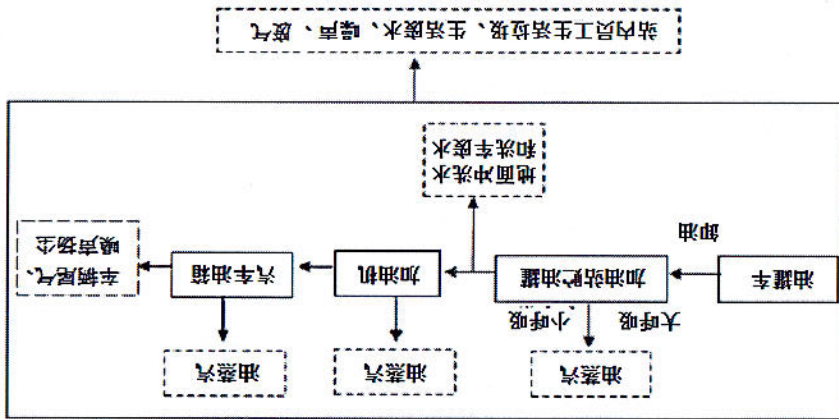 油蒸汽
油蒸汽
油蒸汽
大呼吸
小呼吸
油罐车
卸油
加油站贮油罐
加油机
汽车油箱
车辆尾气、
噪声扬尘
地面冲洗水
和洗车废水
站内员工生活垃圾、生活废水、噪声、废气